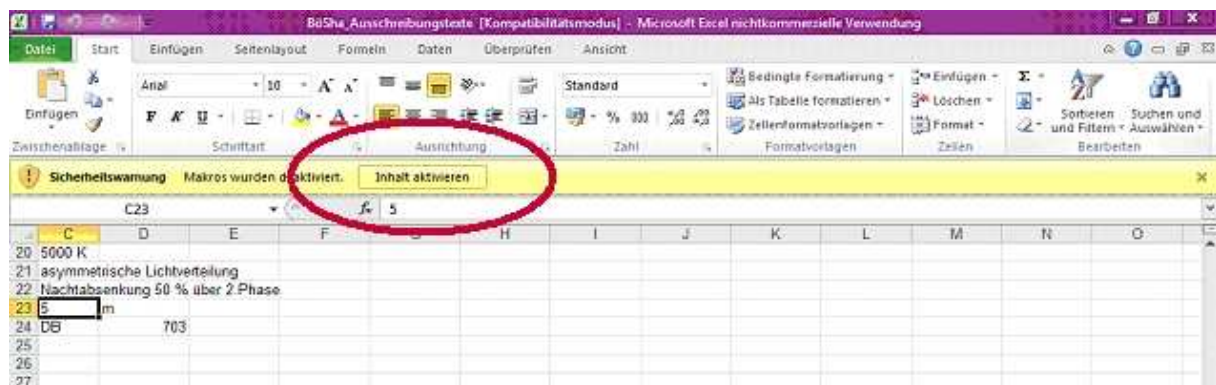 BöSha_Ausschreibungstexte [Kompatibilitätsmodus] - Microsoft Excel nichtkommerzielle Verwendung
Datei Start Einfügen Seitenlayout Formeln Daten Überprüfen Ansicht
Arial 10 A A Standard Bedingte Formatierung Einfügen Σ
Als Tabelle formatieren Löschen
Einfügen F K U A % 000 Zellenformatvorlagen Format Sortieren und Filtern Suchen und Auswählen
Zwischenablage Schriftart Ausrichtung Zahl Formatvorlagen Zellen Bearbeiten
Sicherheitswarnung Makros wurden deaktiviert. Inhalt aktivieren
C23 fx 5
C D E F G H I J K L M N O
20 5000 K
21 asymmetrische Lichtverteilung
22 Nachtabsenkung 50 % über 2 Phase
23 5 m
24 DB 703
25
26
27